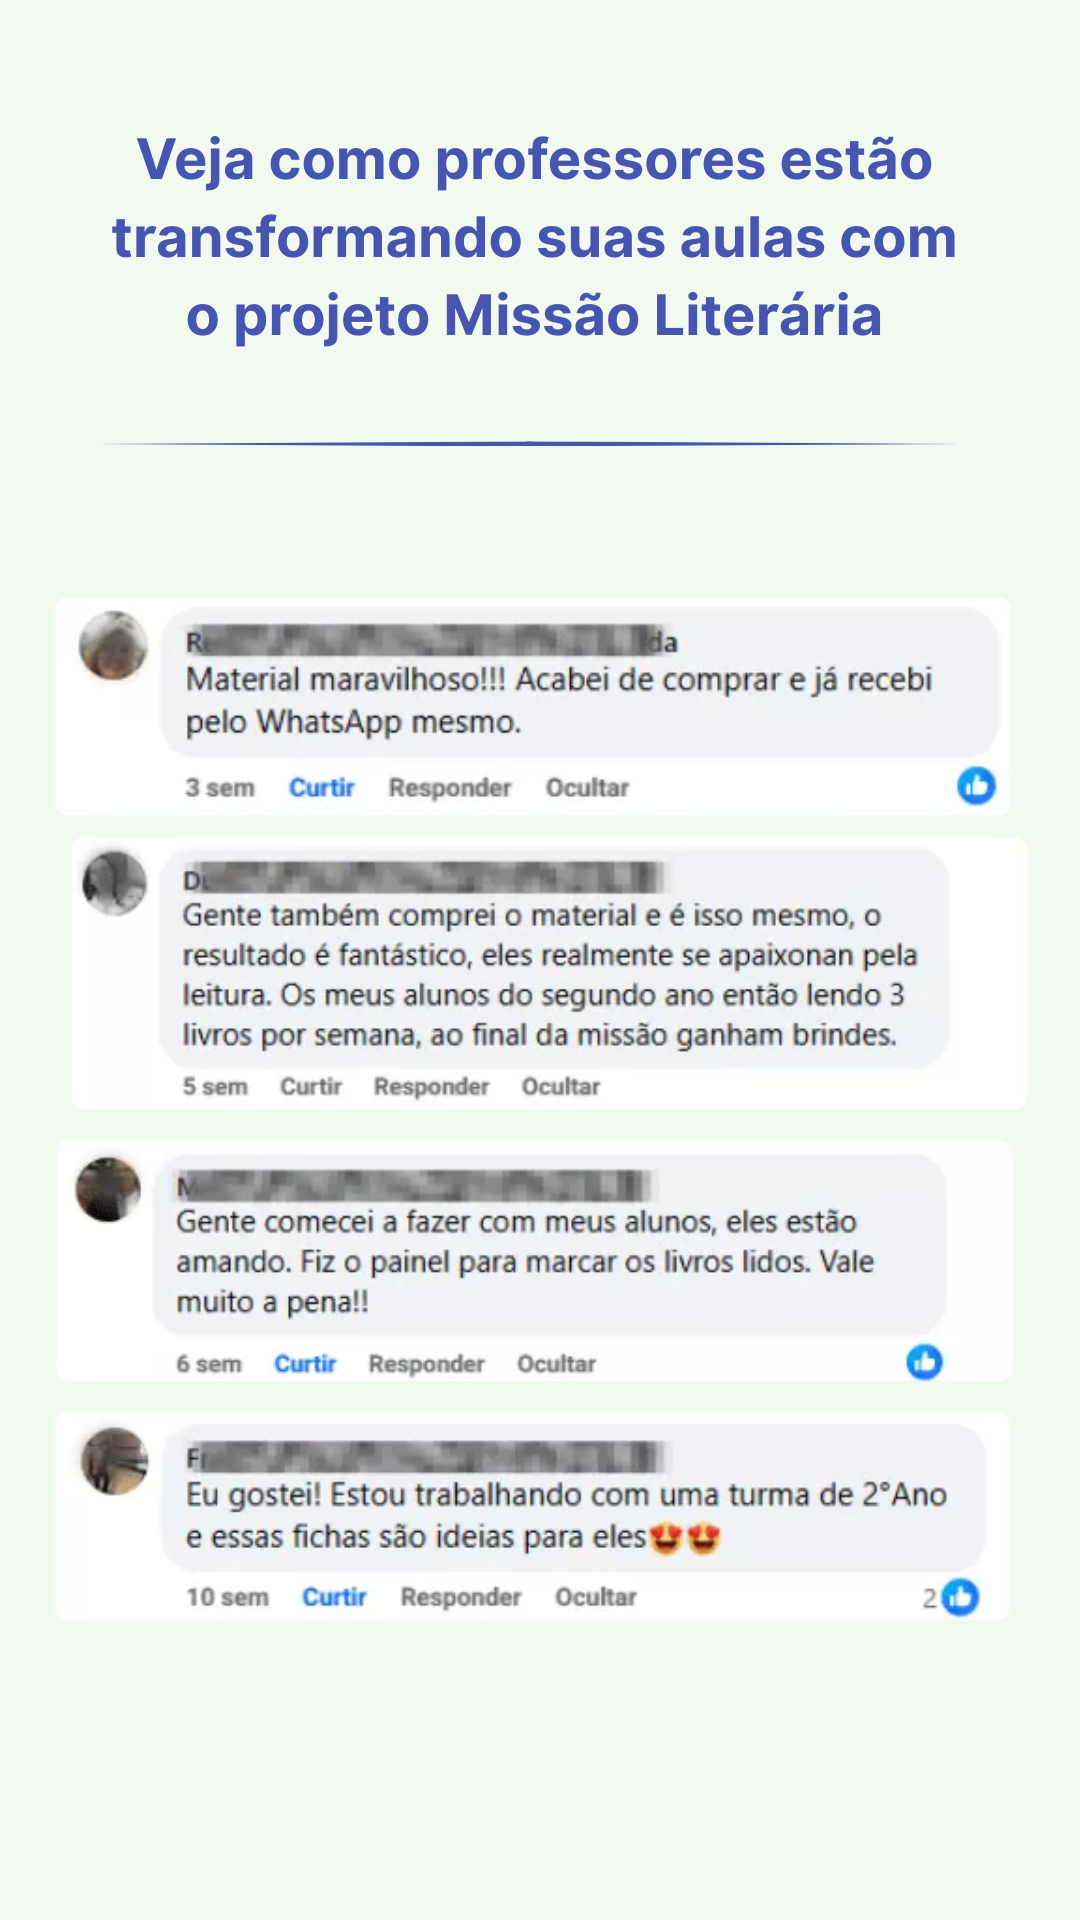 Veja como professores estão
transformando suas aulas com
o projeto Missão Literária
Material maravilhoso!!! Acabei de comprar e já recebi
pelo WhatsApp mesmo.
3 sem Curtir Responder Ocultar
Gente também comprei o material e é isso mesmo, o
resultado é fantástico, eles realmente se apaixonan pela
leitura. Os meus alunos do segundo ano então lendo 3
livros por semana, ao final da missão ganham brindes.
5 sem Curtir Responder Ocultar
Gente comecei a fazer com meus alunos, eles estão
amando. Fiz o painel para marcar os livros lidos. Vale
muito a pena!!
6 sem Curtir Responder Ocultar
Eu gostei! Estou trabalhando com uma turma de 2°Ano
e essas fichas são ideias para eles😍😍
10 sem Curtir Responder Ocultar 2